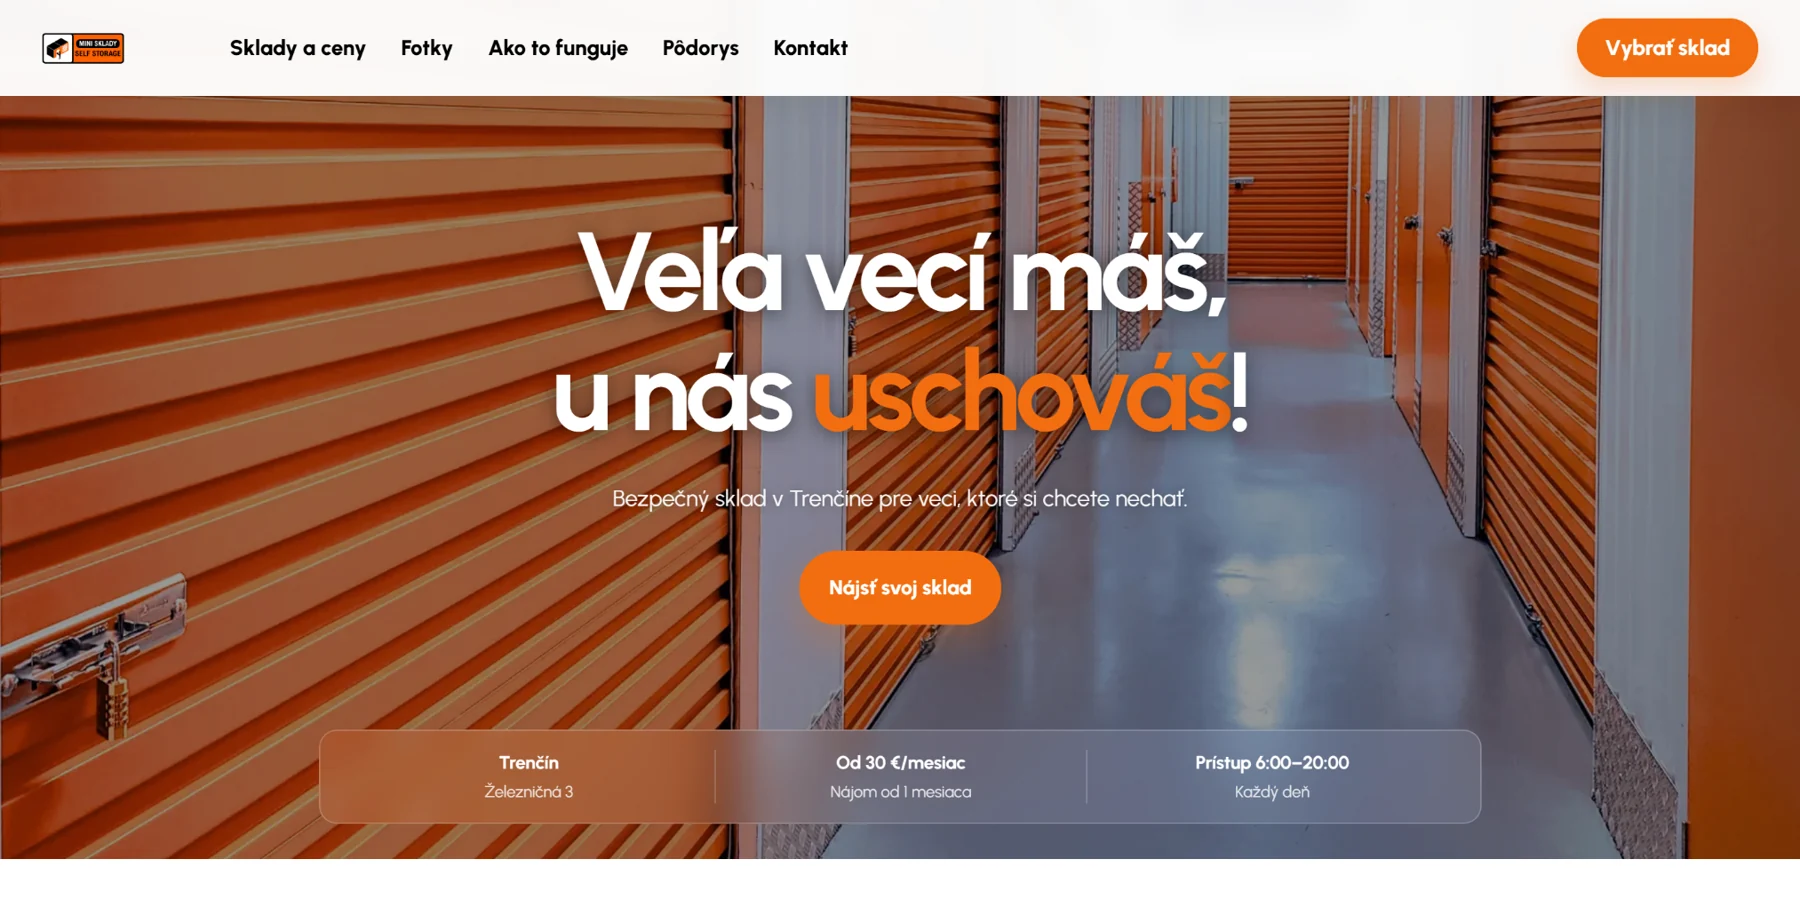 MINI SKLADY
SELF STORAGE
Sklady a ceny
Fotky
Ako to funguje
Pôdorys
Kontakt
Vybrať sklad
Veľa vecí máš,
u nás uschováš!
Bezpečný sklad v Trenčíne pre veci, ktoré si chcete nechať.
Nájsť svoj sklad
Trenčín
Železničná 3
Od 30 €/mesiac
Nájom od 1 mesiaca
Prístup 6:00–20:00
Každý deň